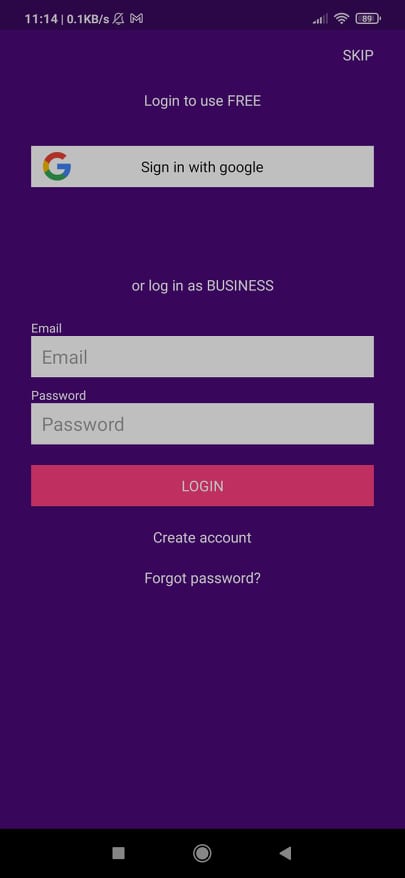 11:14 | 0.1KB/s
89
SKIP
Login to use FREE
Sign in with google
or log in as BUSINESS
Email
Email
Password
Password
LOGIN
Create account
Forgot password?